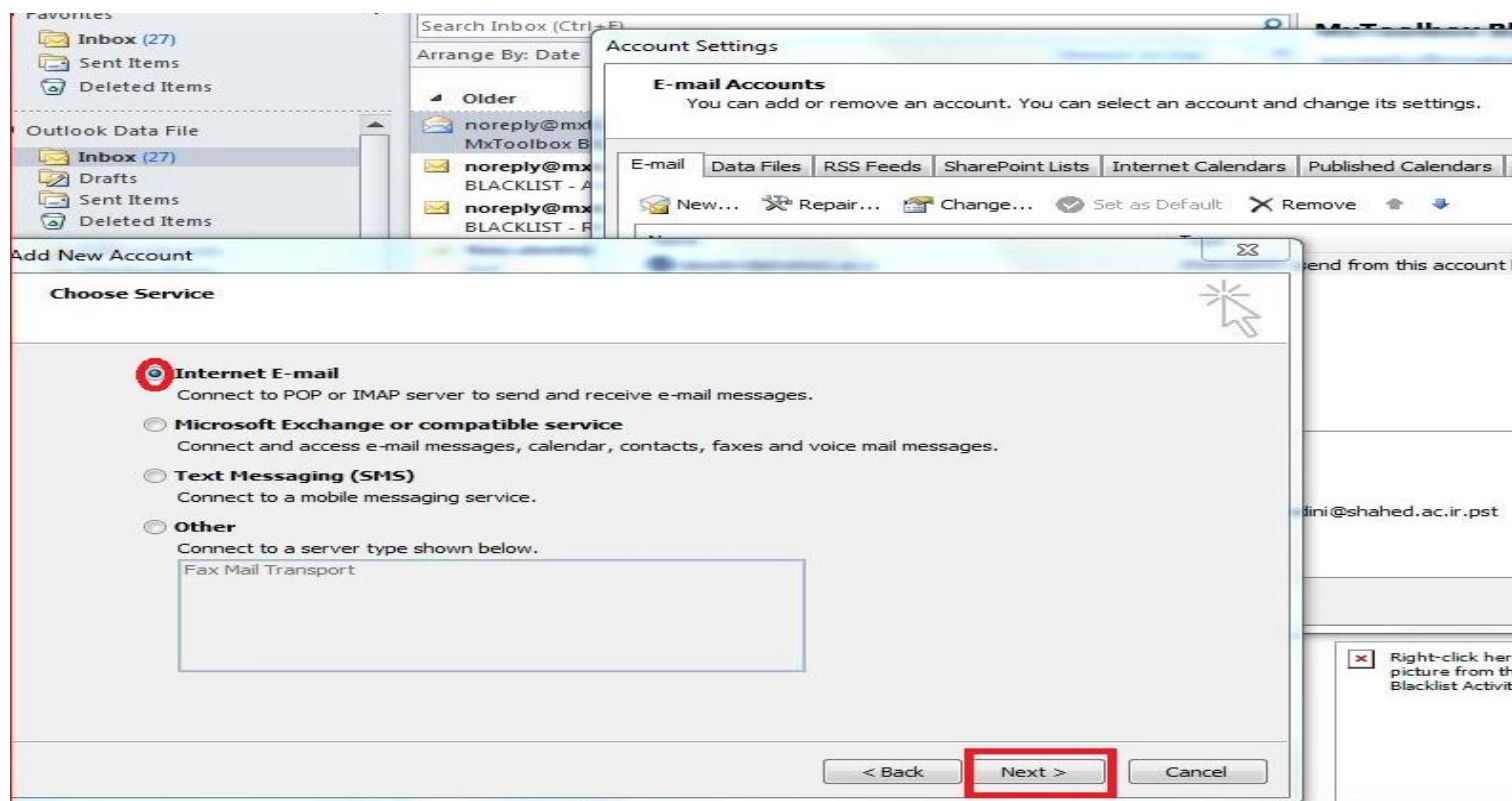 Favorites
Inbox (27)
Sent Items
Deleted Items
Outlook Data File
Inbox (27)
Drafts
Sent Items
Deleted Items
Search Inbox (Ctrl+E)
Arrange By: Date
Older
noreply@mxt
MxToolbox B
noreply@mx
BLACKLIST - A
noreply@mx
BLACKLIST - R
Account Settings
E-mail Accounts
You can add or remove an account. You can select an account and change its settings.
E-mail Data Files RSS Feeds SharePoint Lists Internet Calendars Published Calendars
New... Repair... Change... Set as Default Remove
send from this account
dini@shahed.ac.ir.pst
Add New Account
Choose Service
Internet E-mail
Connect to POP or IMAP server to send and receive e-mail messages.
Microsoft Exchange or compatible service
Connect and access e-mail messages, calendar, contacts, faxes and voice mail messages.
Text Messaging (SMS)
Connect to a mobile messaging service.
Other
Connect to a server type shown below.
Fax Mail Transport
< Back Next > Cancel
Right-click her
picture from th
Blacklist Activit